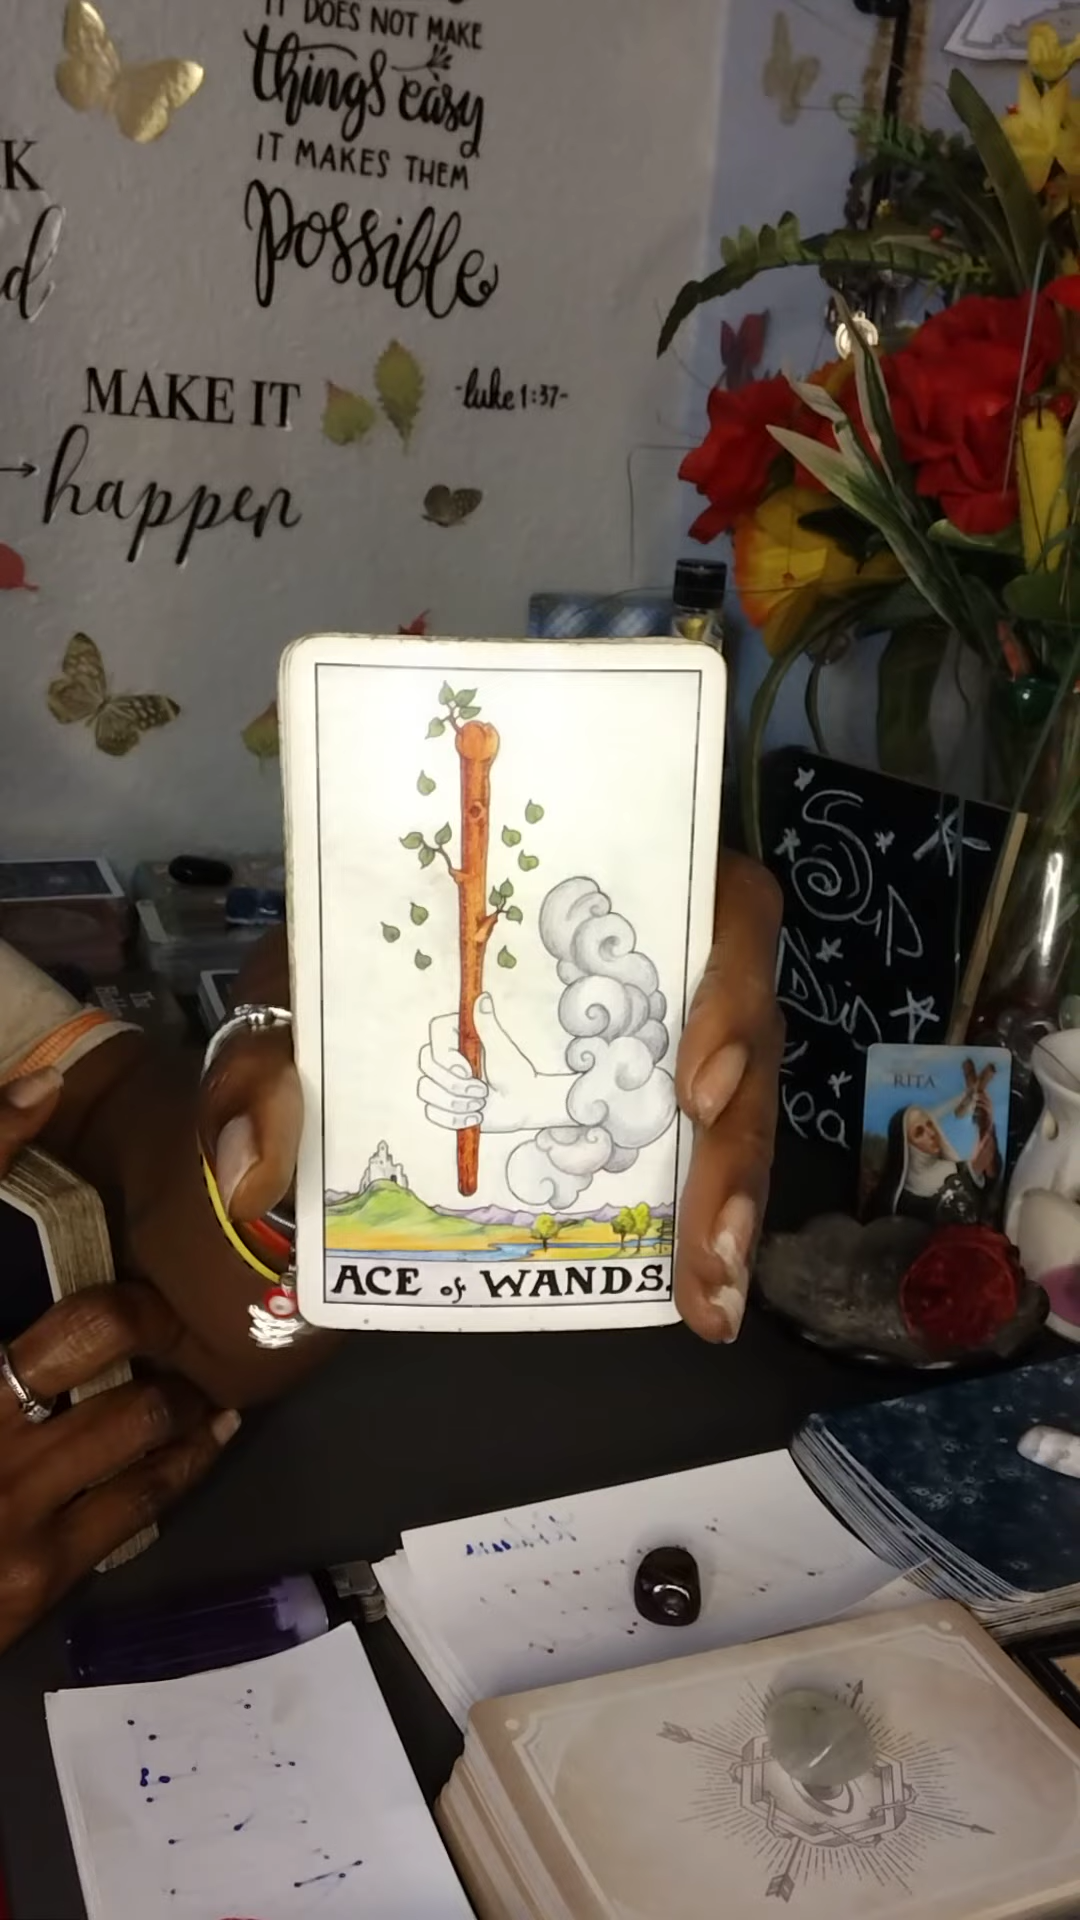 IT DOES NOT MAKE
things easy
IT MAKES THEM
possible
K
d
MAKE IT
happen
-luke 1:37-
RITA
ACE of WANDS.